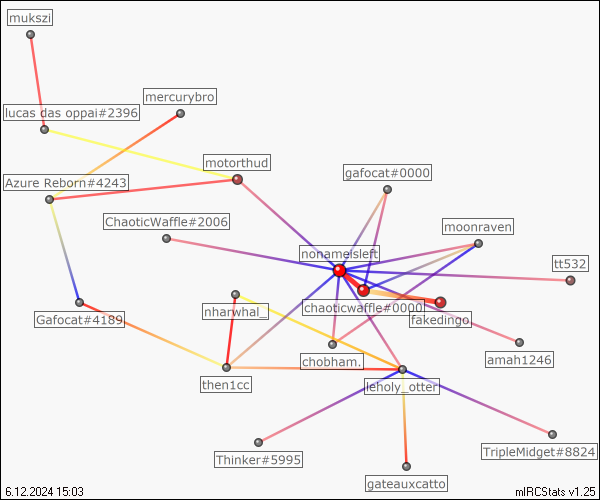 mukszi
mercurybro
lucas das oppai#2396
motorthud
gafocat#0000
Azure Reborn#4243
ChaoticWaffle#2006
moonraven
nonameisleft
tt532
nharwhal_
chaoticwaffle#0000
Gafocat#4189
fakedingo
chobham.
amah1246
then1cc
leholy_otter
Thinker#5995
TripleMidget#8824
gateauxcatto
6.12.2024 15:03
mIRCStats v1.25